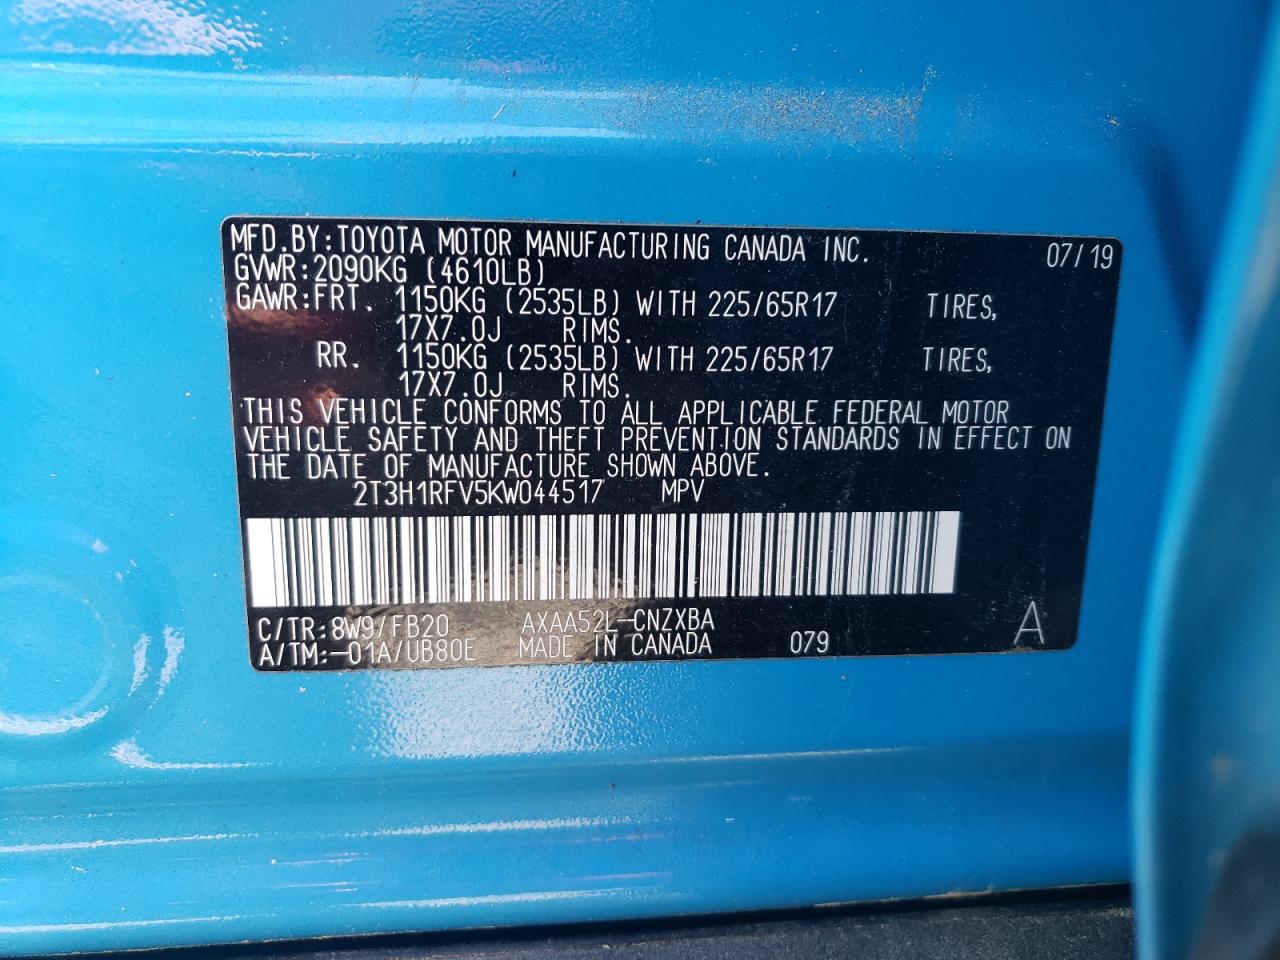 MFD.BY:TOYOTA MOTOR MANUFACTURING CANADA INC. 07/19
GVWR:2090KG (4610LB)
GAWR:FRT. 1150KG (2535LB) WITH 225/65R17 TIRES,
17X7.0J RIMS.
RR. 1150KG (2535LB) WITH 225/65R17 TIRES,
17X7.0J RIMS.
THIS VEHICLE CONFORMS TO ALL APPLICABLE FEDERAL MOTOR
VEHICLE SAFETY AND THEFT PREVENTION STANDARDS IN EFFECT ON
THE DATE OF MANUFACTURE SHOWN ABOVE.
2T3H1RFV5KW044517 MPV
C/TR:8W9/FB20 AXAA52L-CNZXBA
A/TM:-01A/UB80E MADE IN CANADA 079 A